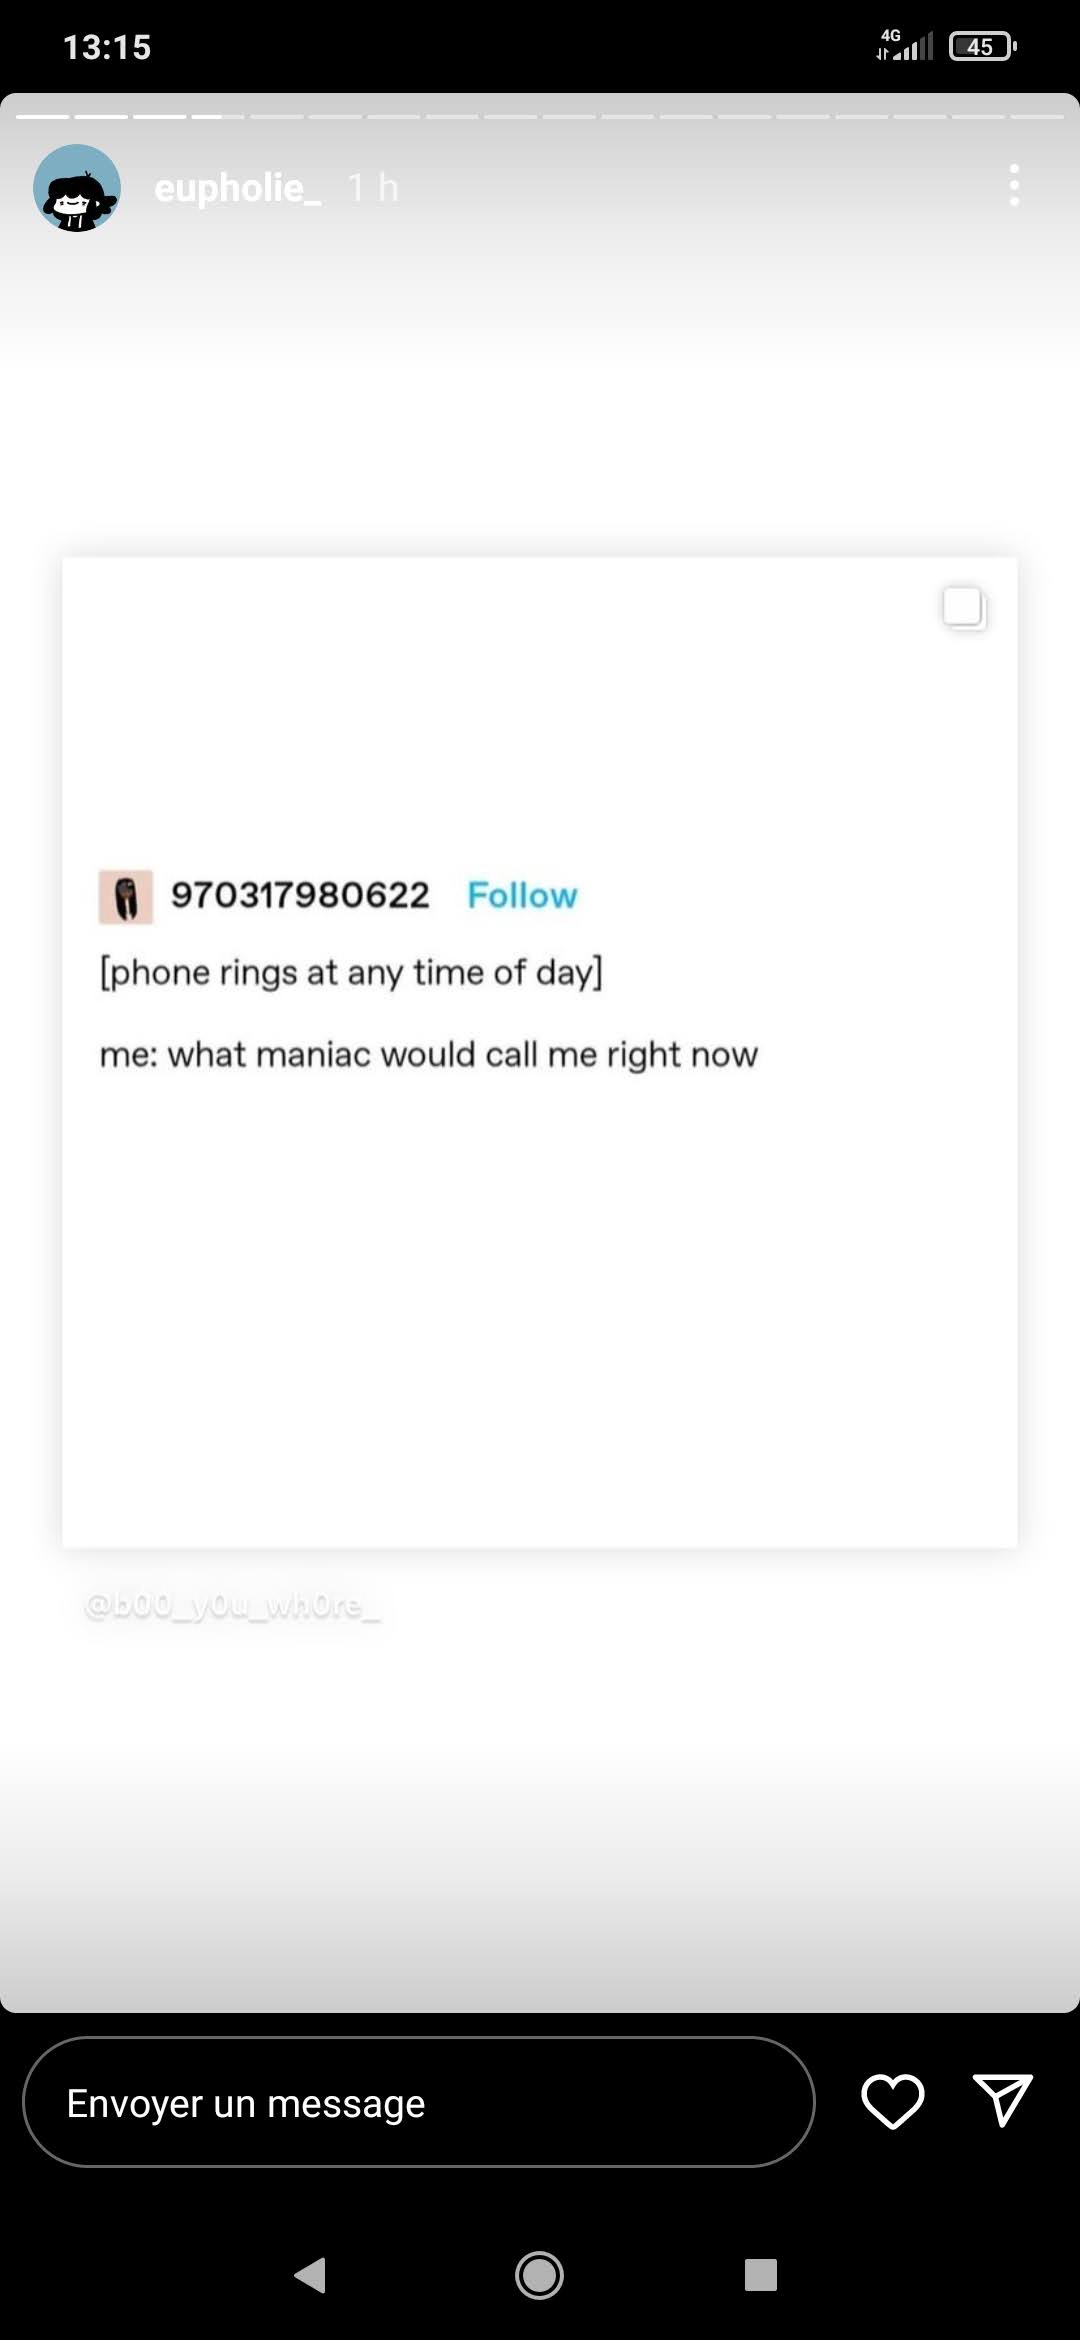 13:15
4G
45
eupholie_ 1 h
970317980622 Follow
[phone rings at any time of day]
me: what maniac would call me right now
@b00_y0u_wh0re_
Envoyer un message